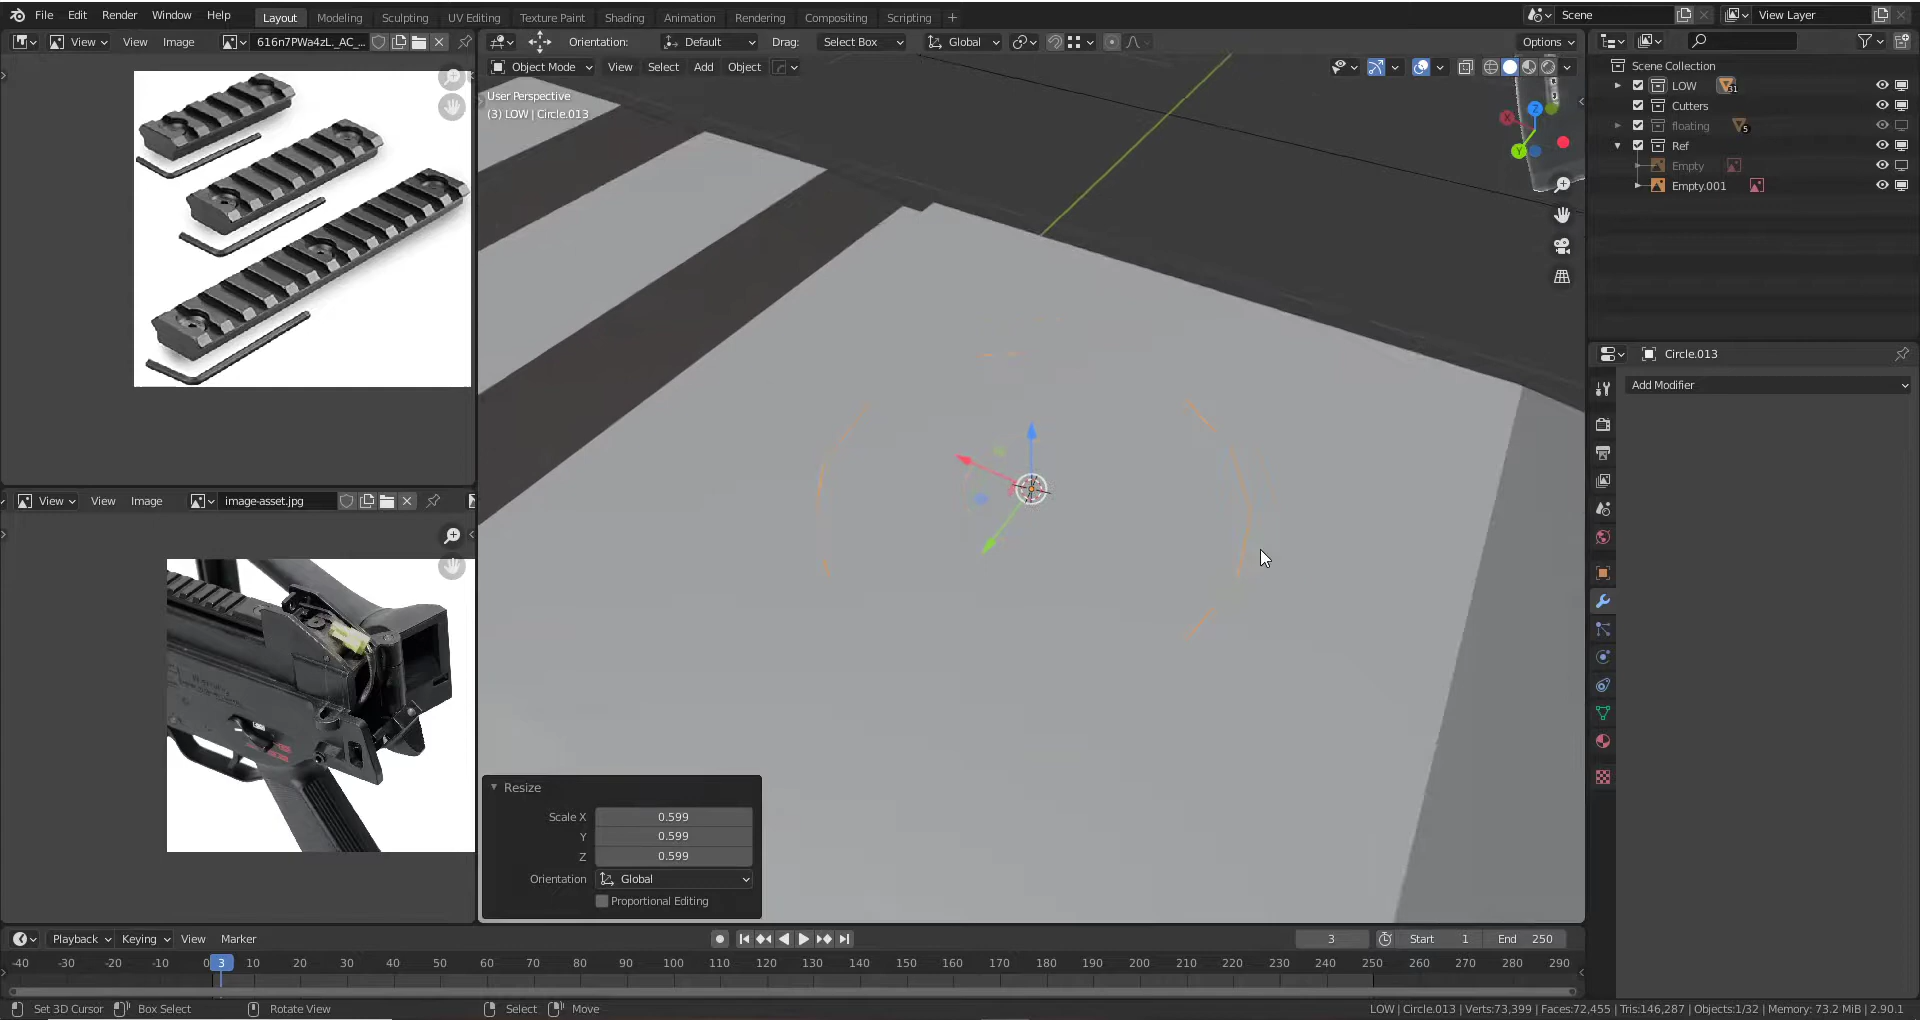 File Edit Render Window Help Layout Modeling Sculpting UV Editing Texture Paint Shading Animation Rendering Compositing Scripting + Scene View Layer
View View Image 616n7PWa4zL._AC_... Orientation: Default Drag: Select Box Global Options
Object Mode View Select Add Object
User Perspective
(3) LOW | Circle.013
Z
X
Y
Scene Collection
LOW 31
Cutters
floating 5
Ref
Empty
Empty.001
Circle.013
Add Modifier
View View Image image-asset.jpg
Resize
Scale X 0.599
Y 0.599
Z 0.599
Orientation Global
Proportional Editing
Playback Keying View Marker 3 Start 1 End 250
-40 -30 -20 -10 0 3 10 20 30 40 50 60 70 80 90 100 110 120 130 140 150 160 170 180 190 200 210 220 230 240 250 260 270 280 290
Set 3D Cursor Box Select Rotate View Select Move LOW | Circle.013 | Verts:73,399 | Faces:72,455 | Tris:146,287 | Objects:1/32 | Memory: 73.2 MiB | 2.90.1